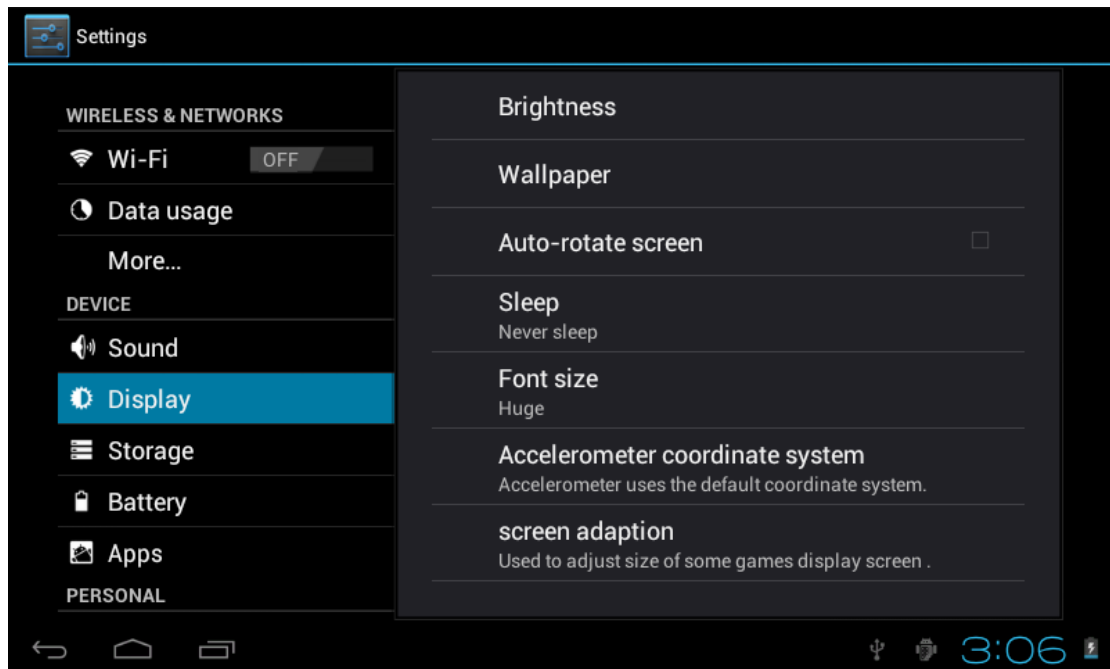 Settings
WIRELESS & NETWORKS
Wi-Fi OFF
Data usage
More...
DEVICE
Sound
Display
Storage
Battery
Apps
PERSONAL
Brightness
Wallpaper
Auto-rotate screen
Sleep
Never sleep
Font size
Huge
Accelerometer coordinate system
Accelerometer uses the default coordinate system.
screen adaption
Used to adjust size of some games display screen .
3:06